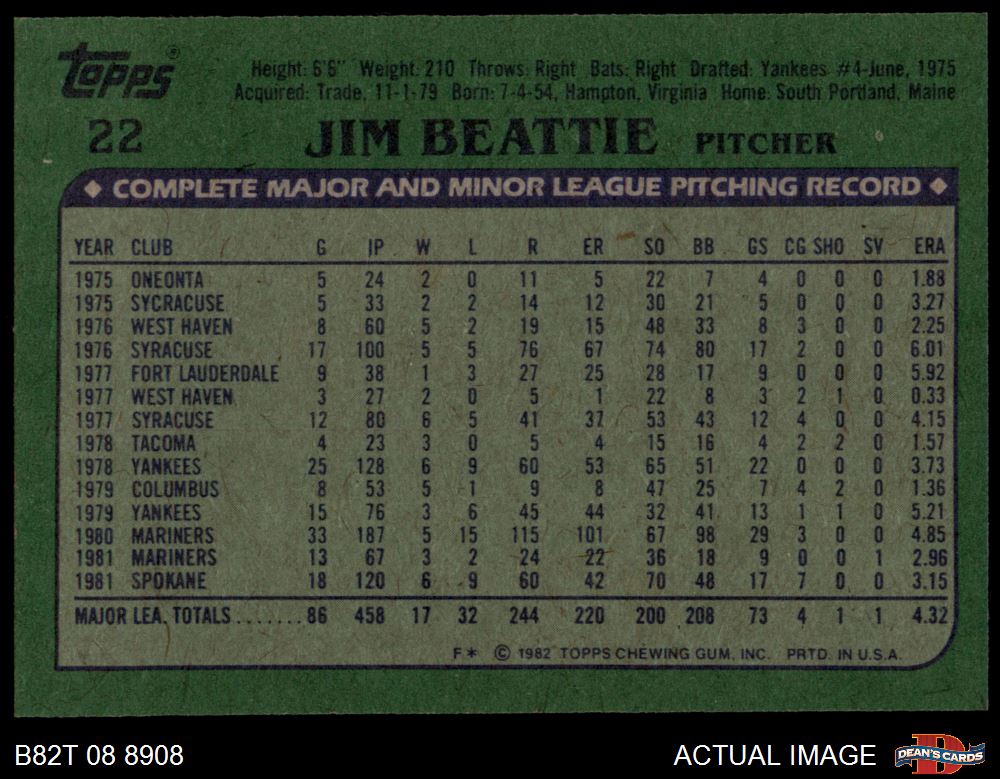 Topps®
Height: 6'6" Weight: 210 Throws: Right Bats: Right Drafted: Yankees #4-June, 1975
Acquired: Trade, 11-1-79 Born: 7-4-54, Hampton, Virginia Home: South Portland, Maine
22 JIM BEATTIE PITCHER
◆ COMPLETE MAJOR AND MINOR LEAGUE PITCHING RECORD ◆
YEAR CLUB G IP W L R ER SO BB GS CG SHO SV ERA
1975 ONEONTA 5 24 2 0 11 5 22 7 4 0 0 0 1.88
1975 SYCRACUSE 5 33 2 2 14 12 30 21 5 0 0 0 3.27
1976 WEST HAVEN 8 60 5 2 19 15 48 33 8 3 0 0 2.25
1976 SYRACUSE 17 100 5 5 76 67 74 80 17 2 0 0 6.01
1977 FORT LAUDERDALE 9 38 1 3 27 25 28 17 9 0 0 0 5.92
1977 WEST HAVEN 3 27 2 0 5 1 22 8 3 2 1 0 0.33
1977 SYRACUSE 12 80 6 5 41 37 53 43 12 4 0 0 4.15
1978 TACOMA 4 23 3 0 5 4 15 16 4 2 2 0 1.57
1978 YANKEES 25 128 6 9 60 53 65 51 22 0 0 0 3.73
1979 COLUMBUS 8 53 5 1 9 8 47 25 7 4 2 0 1.36
1979 YANKEES 15 76 3 6 45 44 32 41 13 1 1 0 5.21
1980 MARINERS 33 187 5 15 115 101 67 98 29 3 0 0 4.85
1981 MARINERS 13 67 3 2 24 22 36 18 9 0 0 1 2.96
1981 SPOKANE 18 120 6 9 60 42 70 48 17 7 0 0 3.15
MAJOR LEA. TOTALS.......86 458 17 32 244 220 200 208 73 4 1 1 4.32
F* © 1982 TOPPS CHEWING GUM, INC. PRTD. IN U.S.A.
B82T 08 8908 ACTUAL IMAGE DEAN'S CARDS